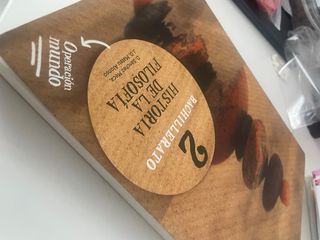 Operación
mundo
2
BACHILLERATO
HISTORIA
DE LA
FILOSOFÍA